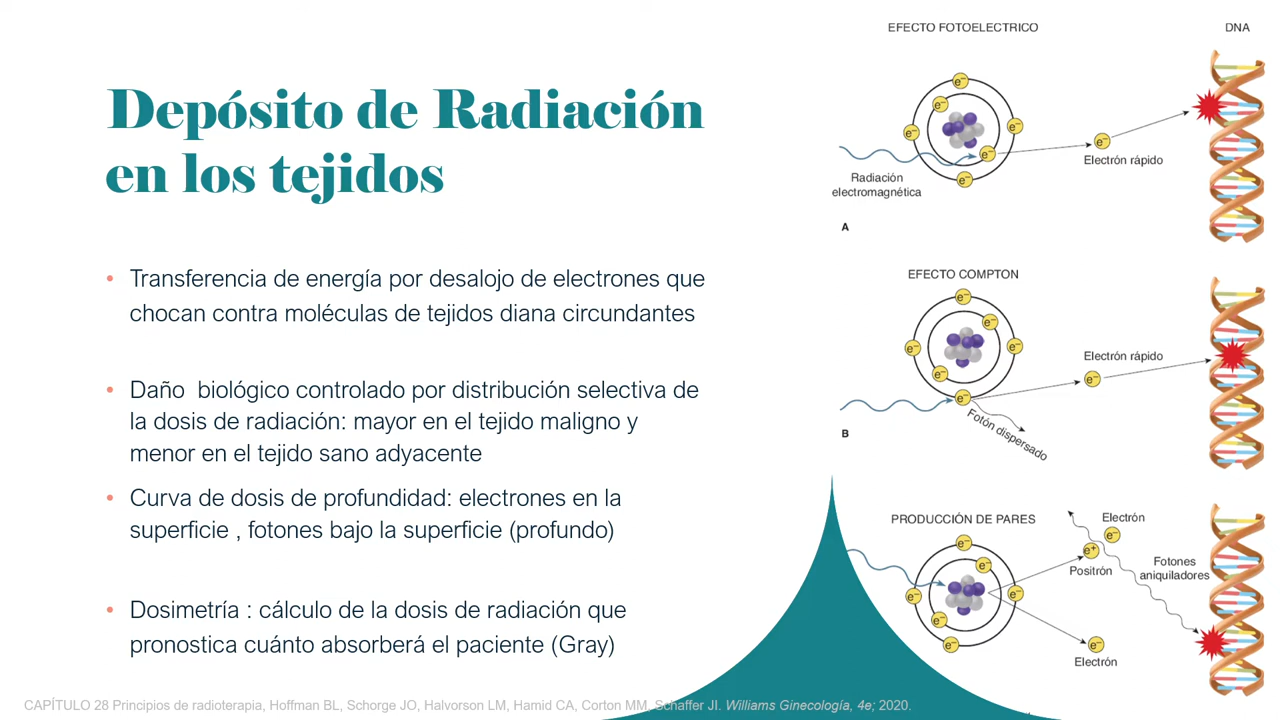 Depósito de Radiación
en los tejidos
• Transferencia de energía por desalojo de electrones que
chocan contra moléculas de tejidos diana circundantes
• Daño  biológico controlado por distribución selectiva de
la dosis de radiación: mayor en el tejido maligno y
menor en el tejido sano adyacente
• Curva de dosis de profundidad: electrones en la
superficie , fotones bajo la superficie (profundo)
• Dosimetría : cálculo de la dosis de radiación que
pronostica cuánto absorberá el paciente (Gray)
EFECTO FOTOELECTRICO
DNA
e−
e−
e−
e−
e−
e−
e−
Electrón rápido
Radiación
electromagnética
A
EFECTO COMPTON
e−
e−
e−
e−
e−
e−
e−
Electrón rápido
Fotón dispersado
B
PRODUCCIÓN DE PARES
Electrón
e−
e+
Positrón
Fotones
aniquiladores
e−
e−
e−
e−
e−
e−
e−
Electrón
CAPÍTULO 28 Principios de radioterapia, Hoffman BL, Schorge JO, Halvorson LM, Hamid CA, Corton MM, Schaffer JI. Williams Ginecología, 4e; 2020.